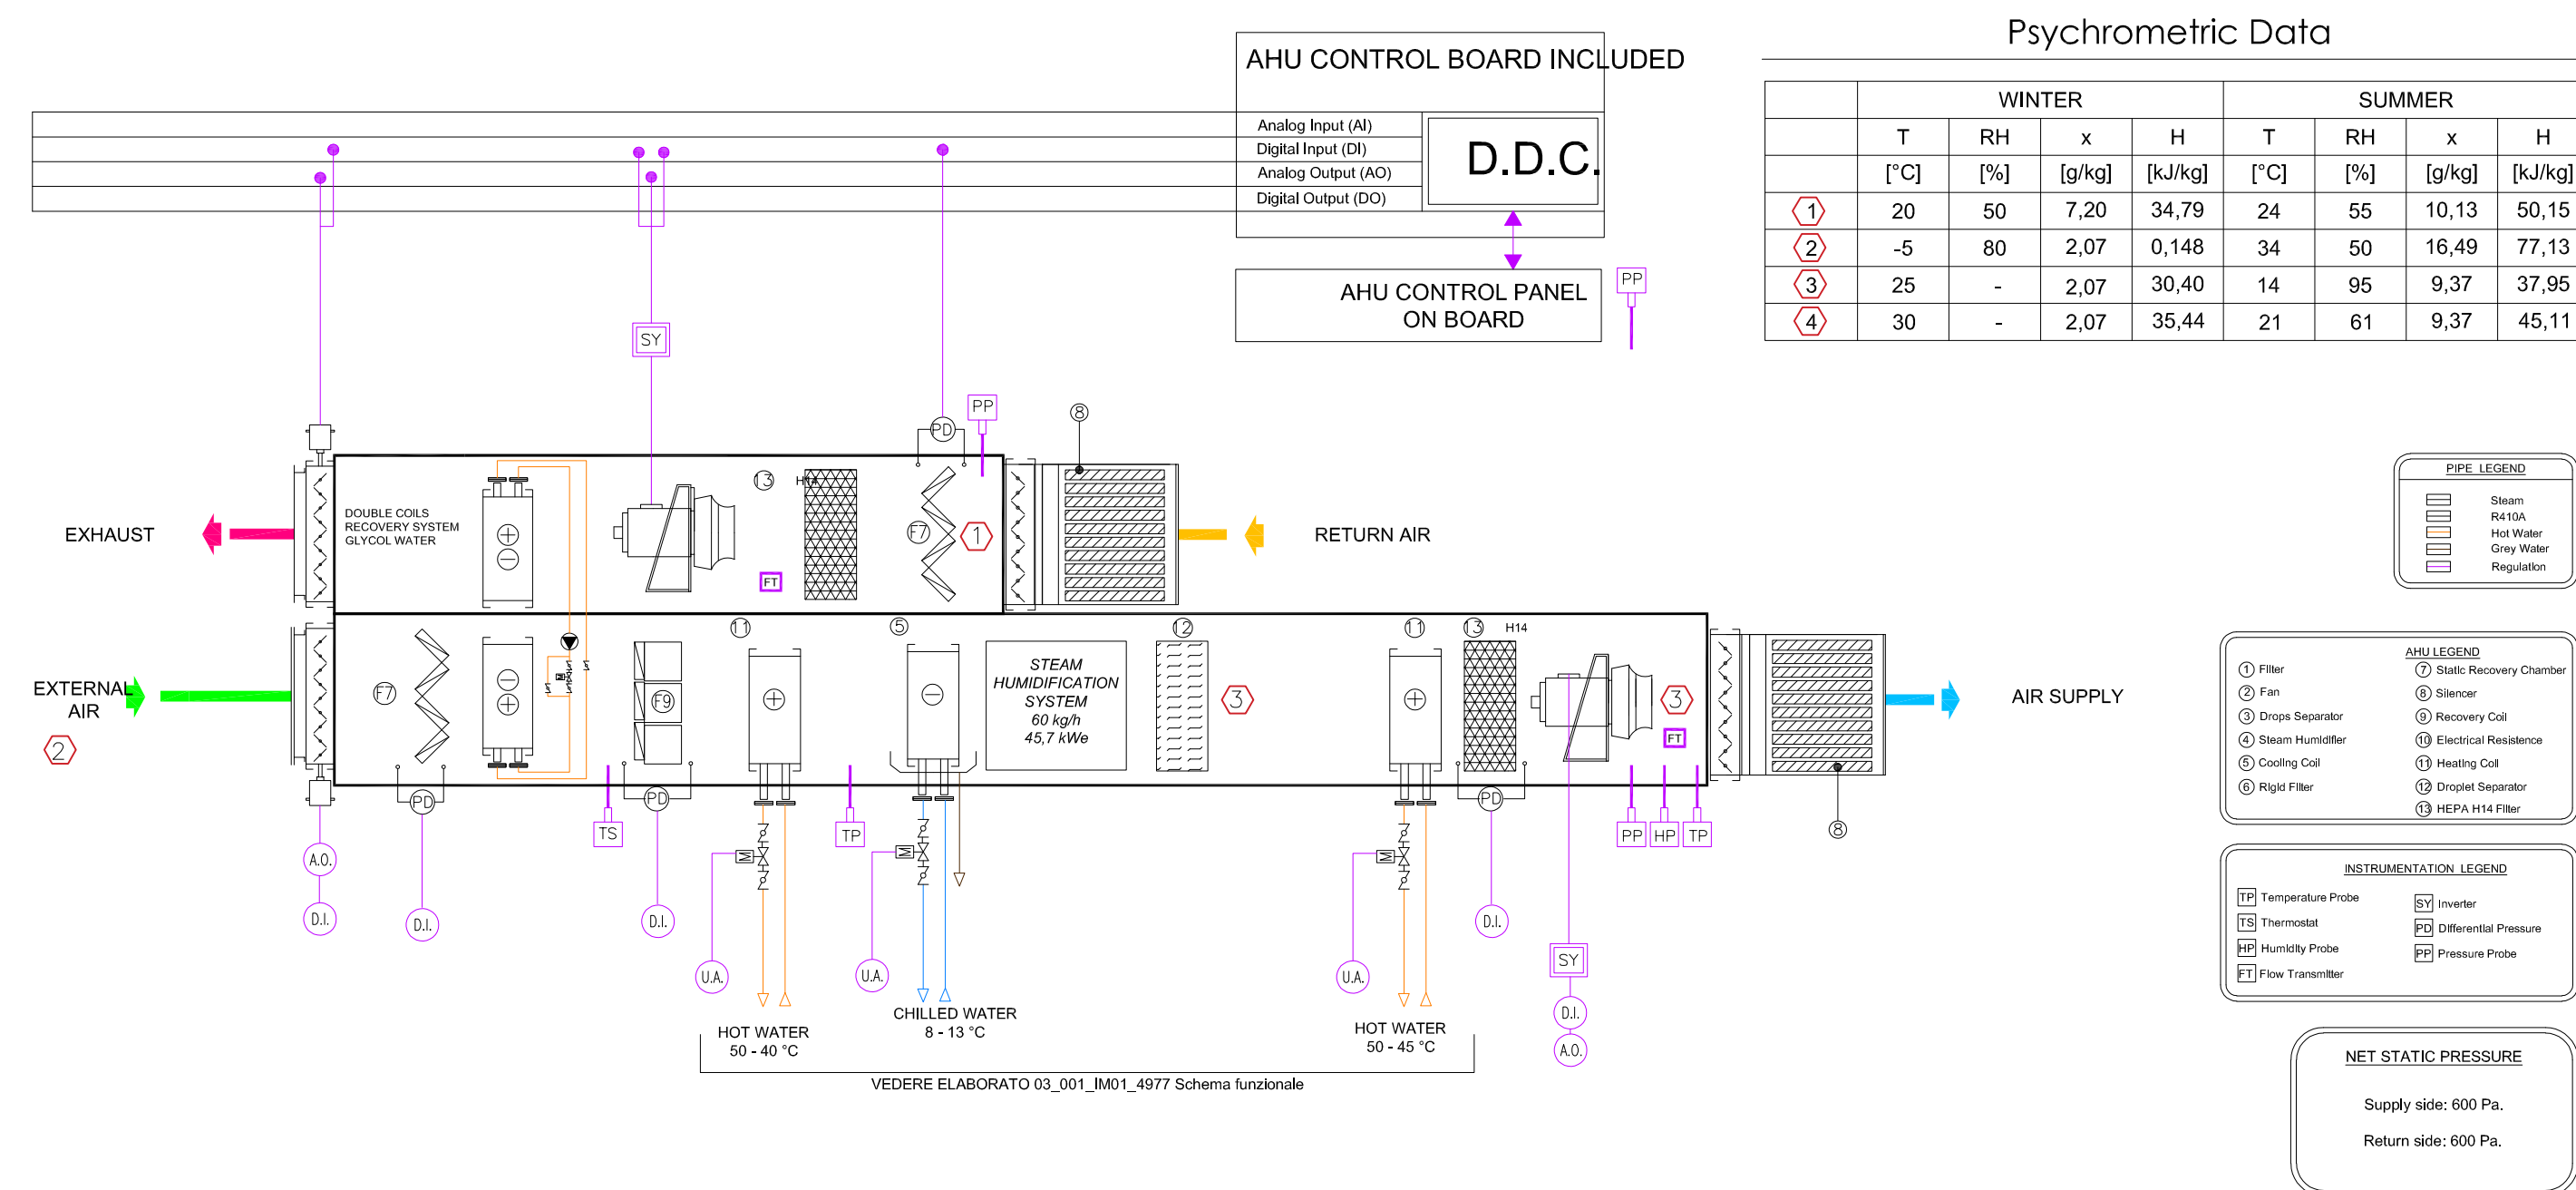 Psychrometric Data
AHU CONTROL BOARD INCLUDED
Analog Input (AI)
Digital Input (DI)
Analog Output (AO)
Digital Output (DO)
D.D.C.
AHU CONTROL PANEL
ON BOARD
PP
WINTER SUMMER
T RH x H T RH x H
[°C] [%] [g/kg] [kJ/kg] [°C] [%] [g/kg] [kJ/kg]
1 20 50 7,20 34,79 24 55 10,13 50,15
2 -5 80 2,07 0,148 34 50 16,49 77,13
3 25 - 2,07 30,40 14 95 9,37 37,95
4 30 - 2,07 35,44 21 61 9,37 45,11
SY
PP
PD
8
13 H14
DOUBLE COILS
RECOVERY SYSTEM
GLYCOL WATER
EXHAUST
F7
1
FT
RETURN AIR
PIPE LEGEND
Steam
R410A
Hot Water
Grey Water
Regulation
11
5
12
11
13 H14
EXTERNAL
AIR
2
F7
F9
STEAM
HUMIDIFICATION
SYSTEM
60 kg/h
45,7 kWe
3
3
FT
AIR SUPPLY
AHU LEGEND
1 Filter
2 Fan
3 Drops Separator
4 Steam Humidifier
5 Cooling Coil
6 Rigid Filter
7 Static Recovery Chamber
8 Silencer
9 Recovery Coil
10 Electrical Resistence
11 Heating Coil
12 Droplet Separator
13 HEPA H14 Filter
PD
TS
PD
TP
PD
PP HP TP
8
M
M
M
A.O.
D.I.
D.I.
D.I.
U.A.
U.A.
U.A.
D.I.
SY
D.I.
A.O.
INSTRUMENTATION LEGEND
TP Temperature Probe
TS Thermostat
HP Humidity Probe
FT Flow Transmitter
SY Inverter
PD Differential Pressure
PP Pressure Probe
HOT WATER
50 - 40 °C
CHILLED WATER
8 - 13 °C
HOT WATER
50 - 45 °C
VEDERE ELABORATO 03_001_IM01_4977 Schema funzionale
NET STATIC PRESSURE
Supply side: 600 Pa.
Return side: 600 Pa.